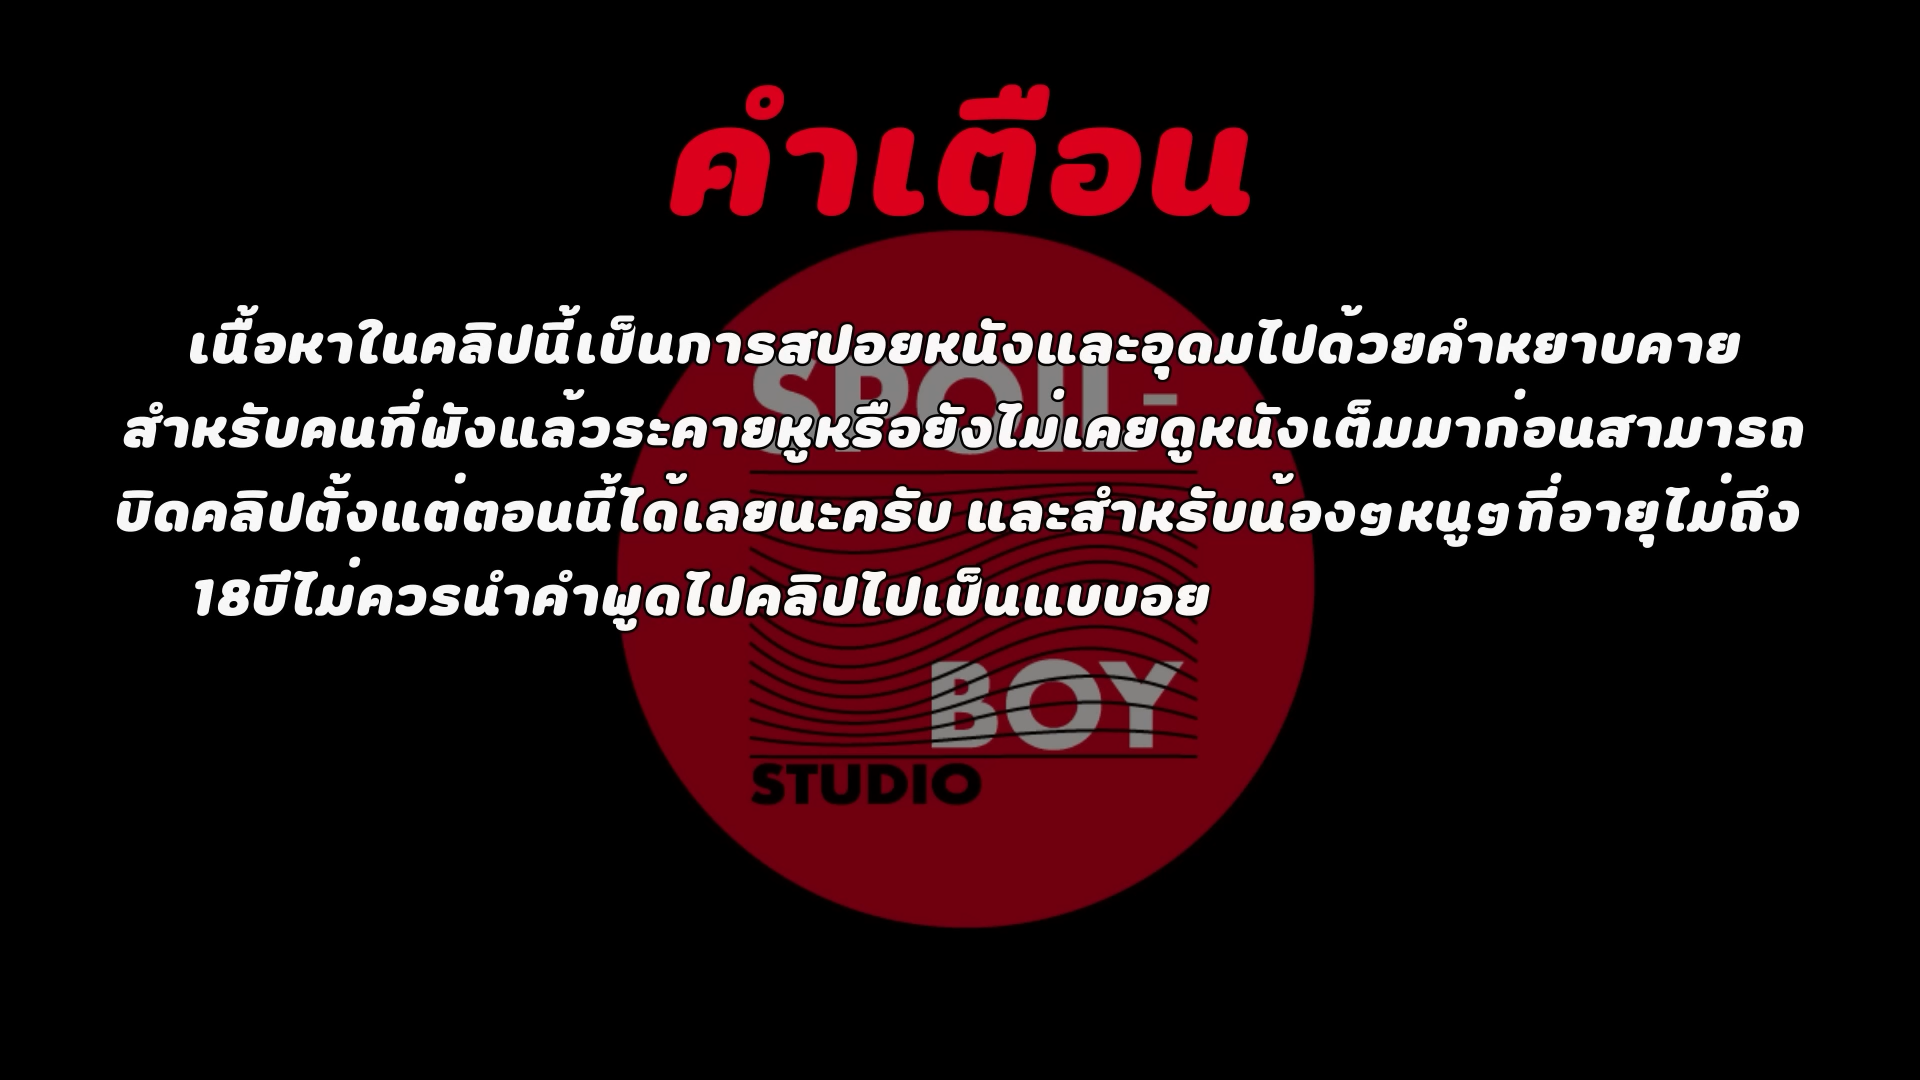 คำเตือน
เนื้อหาในคลิปนี้เป็นการสปอยหนังและอุดมไปด้วยคำหยาบคาย
สำหรับคนที่ฟังแล้วระคายหูหรือยังไม่เคยดูหนังเต็มมาก่อนสามารถ
ปิดคลิปตั้งแต่ตอนนี้ได้เลยนะครับ และสำหรับน้องๆหนูๆที่อายุไม่ถึง
18ปีไม่ควรนำคำพูดไปคลิปไปเป็นแบบอย
SPOIL-
BOY
STUDIO